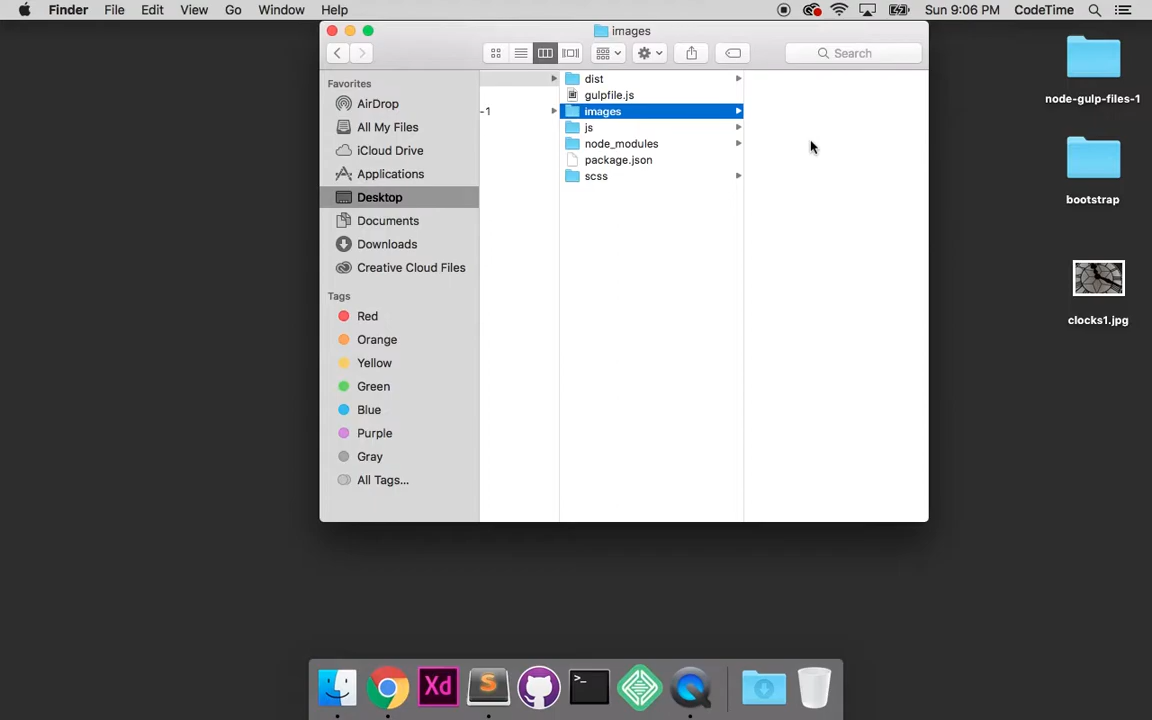 Finder File Edit View Go Window Help Sun 9:06 PM CodeTime
images
Search
Favorites
AirDrop
All My Files
iCloud Drive
Applications
Desktop
Documents
Downloads
Creative Cloud Files
Tags
Red
Orange
Yellow
Green
Blue
Purple
Gray
All Tags...
-1
dist
gulpfile.js
images
js
node_modules
package.json
scss
node-gulp-files-1
bootstrap
clocks1.jpg
Xd
S
>_